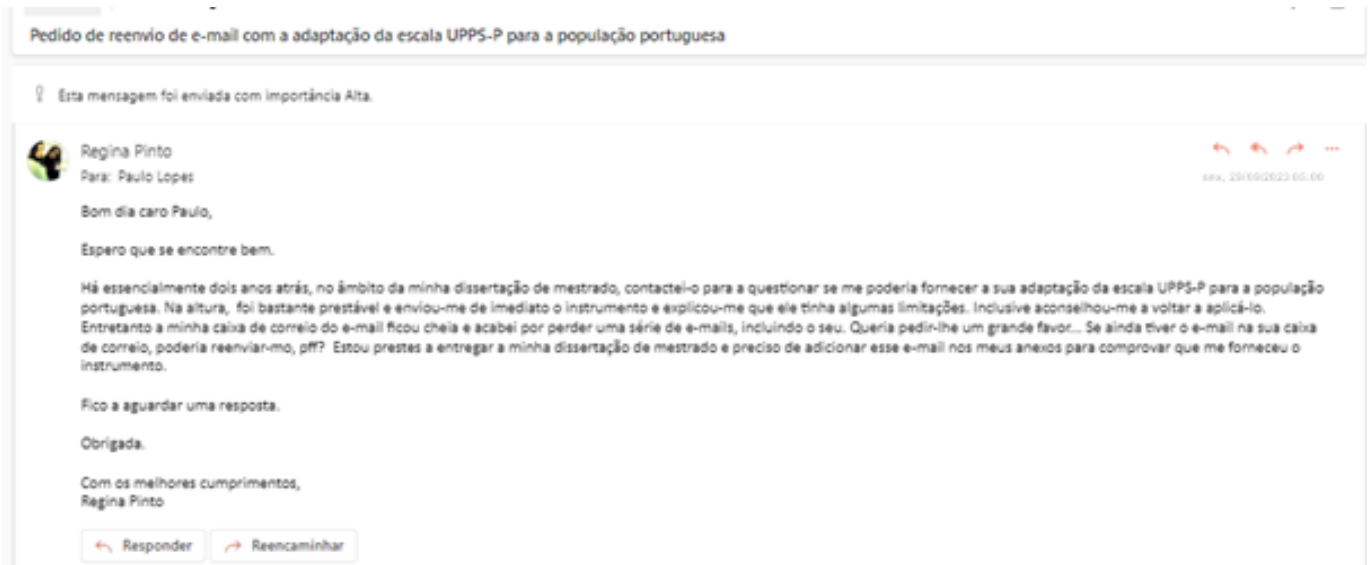 Pedido de reenvio de e-mail com a adaptação da escala UPPS-P para a população portuguesa
Esta mensagem foi enviada com importância Alta.
Regina Pinto
Para: Paulo Lopes
sex, 29/09/2023 05:00
Bom dia caro Paulo,
Espero que se encontre bem.
Há essencialmente dois anos atrás, no âmbito da minha dissertação de mestrado, contactei-o para a questionar se me poderia fornecer a sua adaptação da escala UPPS-P para a população
portuguesa. Na altura, foi bastante prestável e enviou-me de imediato o instrumento e explicou-me que ele tinha algumas limitações. Inclusive aconselhou-me a voltar a aplicá-lo.
Entretanto a minha caixa de correio do e-mail ficou cheia e acabei por perder uma série de e-mails, incluindo o seu. Queria pedir-lhe um grande favor... Se ainda tiver o e-mail na sua caixa
de correio, poderia reenviar-mo, pff? Estou prestes a entregar a minha dissertação de mestrado e preciso de adicionar esse e-mail nos meus anexos para comprovar que me forneceu o
instrumento.
Fico a aguardar uma resposta.
Obrigada.
Com os melhores cumprimentos,
Regina Pinto
Responder Reencaminhar